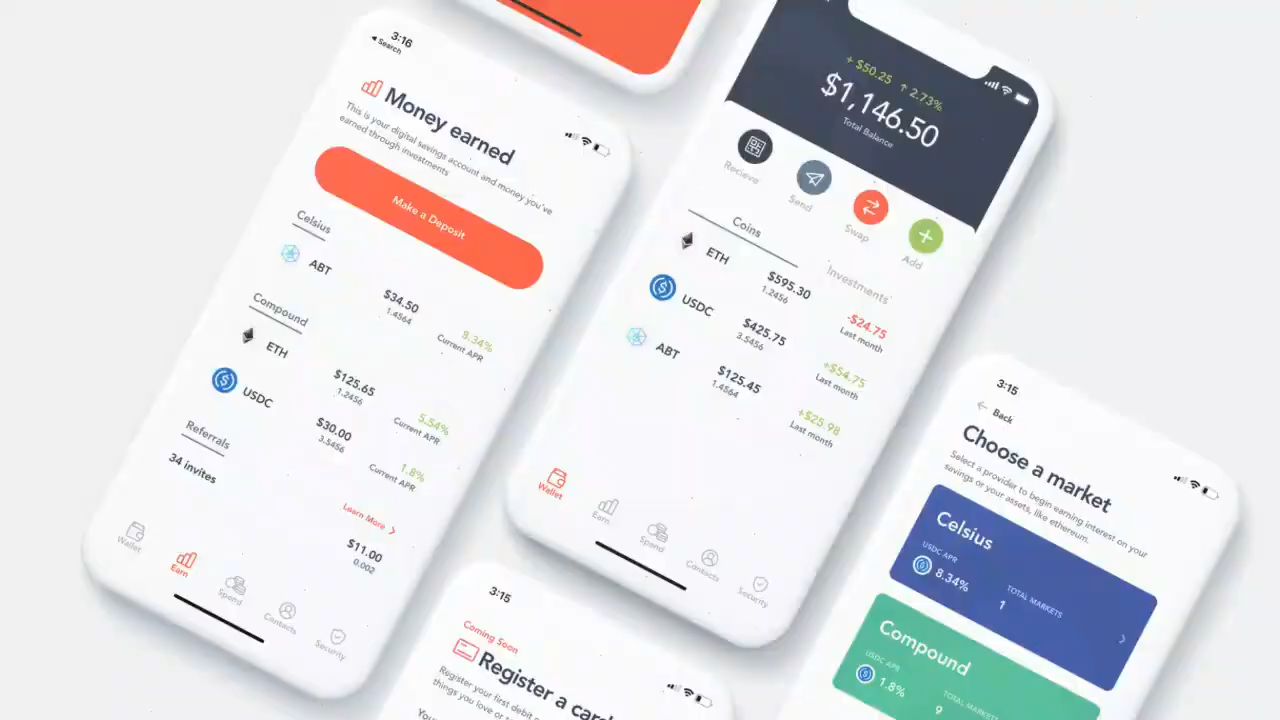 3:16
Search
Money earned
This is your digital savings account and money you've
earned through investments
Make a Deposit
Celsius
ABT
$34.50
1.4564
8.34%
Current APR
Compound
ETH
$125.65
1.2456
5.54%
Current APR
USDC
$30.00
3.5456
1.8%
Current APR
Referrals
34 invites
Learn More
$11.00
0.002
Wallet
Earn
Spend
Contacts
Security
+ $50.25 ↑ 2.73%
$1,146.50
Total Balance
Recieve
Send
Swap
Add
Coins
Investments
ETH
$595.30
1.2456
-$24.75
Last month
USDC
$425.75
3.5456
+$54.75
Last month
ABT
$125.45
1.4564
+$25.98
Last month
Wallet
Earn
Spend
Contacts
Security
3:15
Coming Soon
Register a card
Register your first debit
things you love or
3:15
Back
Choose a market
Select a provider to begin earning interest on your
savings or your assets, like ethereum.
Celsius
USDC APR
8.34%
TOTAL MARKETS
1
Compound
USDC APR
1.8%
TOTAL MARKETS
9